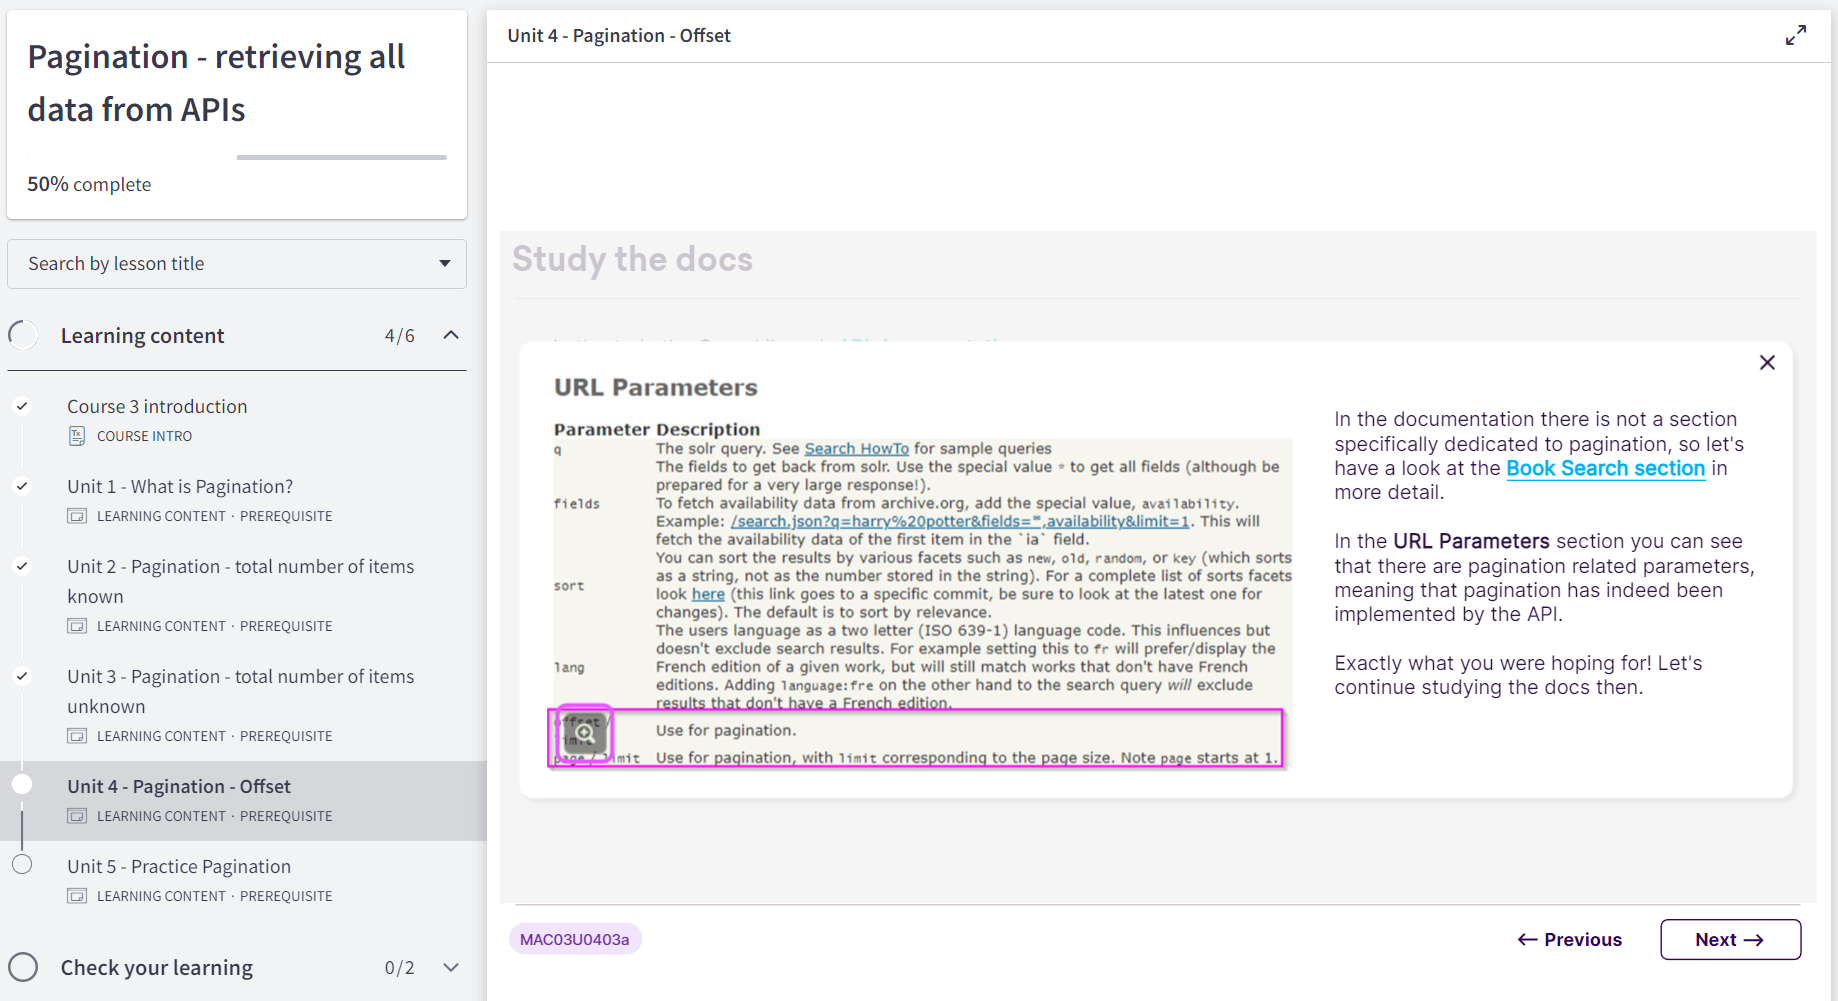 Pagination - retrieving all
data from APIs
50% complete
Search by lesson title
Learning content 4/6
Course 3 introduction
COURSE INTRO
Unit 1 - What is Pagination?
LEARNING CONTENT · PREREQUISITE
Unit 2 - Pagination - total number of items
known
LEARNING CONTENT · PREREQUISITE
Unit 3 - Pagination - total number of items
unknown
LEARNING CONTENT · PREREQUISITE
Unit 4 - Pagination - Offset
LEARNING CONTENT · PREREQUISITE
Unit 5 - Practice Pagination
LEARNING CONTENT · PREREQUISITE
Check your learning 0/2
Unit 4 - Pagination - Offset
Study the docs
URL Parameters
Parameter Description
q The solr query. See Search HowTo for sample queries
The fields to get back from solr. Use the special value * to get all fields (although be
prepared for a very large response!).
fields To fetch availability data from archive.org, add the special value, availability.
Example: /search.json?q=harry%20potter&fields=*,availability&limit=1. This will
fetch the availability data of the first item in the `ia` field.
You can sort the results by various facets such as new, old, random, or key (which sorts
as a string, not as the number stored in the string). For a complete list of sorts facets
sort look here (this link goes to a specific commit, be sure to look at the latest one for
changes). The default is to sort by relevance.
The users language as a two letter (ISO 639-1) language code. This influences but
doesn't exclude search results. For example setting this to fr will prefer/display the
lang French edition of a given work, but will still match works that don't have French
editions. Adding language:fre on the other hand to the search query will exclude
results that don't have a French edition.
offset /
limit Use for pagination.
page / limit Use for pagination, with limit corresponding to the page size. Note page starts at 1.
In the documentation there is not a section
specifically dedicated to pagination, so let's
have a look at the Book Search section in
more detail.
In the URL Parameters section you can see
that there are pagination related parameters,
meaning that pagination has indeed been
implemented by the API.
Exactly what you were hoping for! Let's
continue studying the docs then.
MAC03U0403a
← Previous
Next →